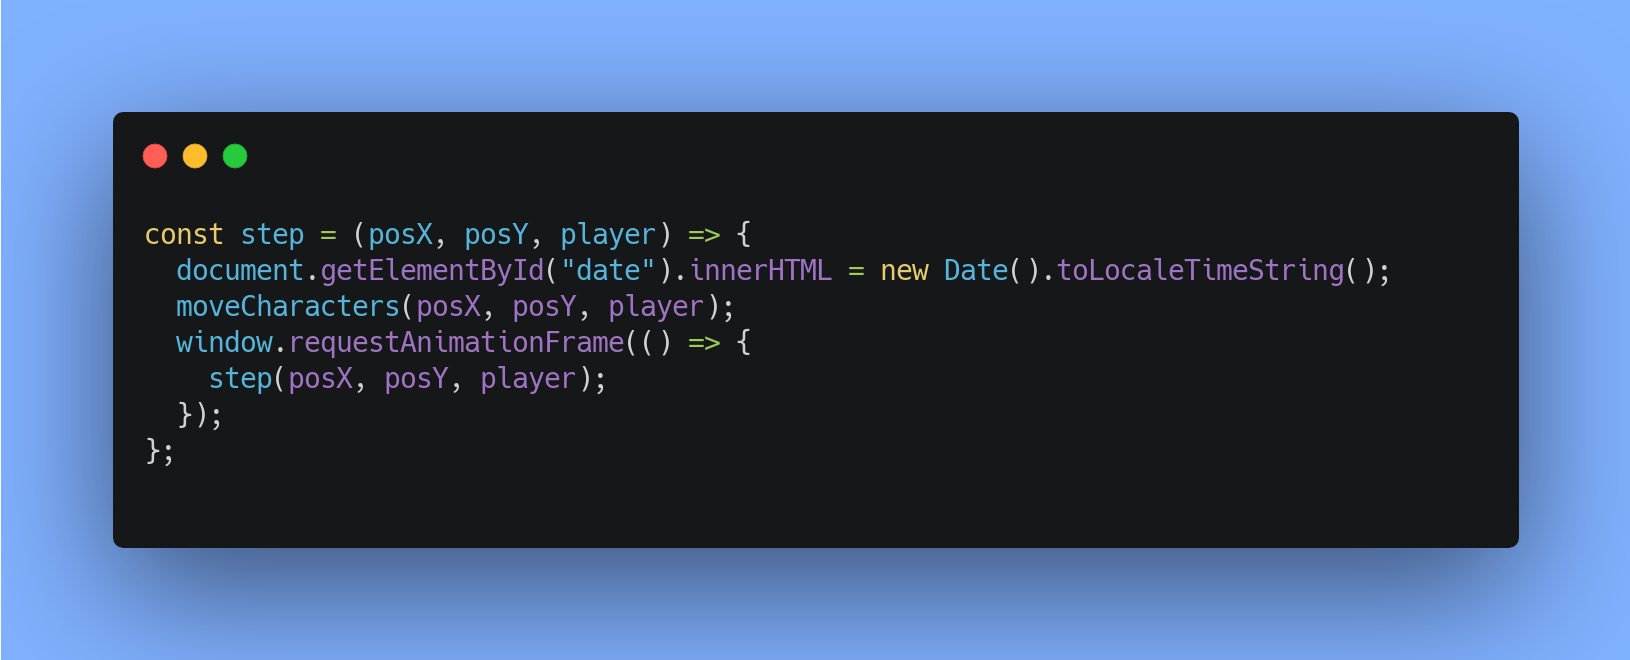 const step = (posX, posY, player) => {
  document.getElementById("date").innerHTML = new Date().toLocaleTimeString();
  moveCharacters(posX, posY, player);
  window.requestAnimationFrame(() => {
    step(posX, posY, player);
  });
};